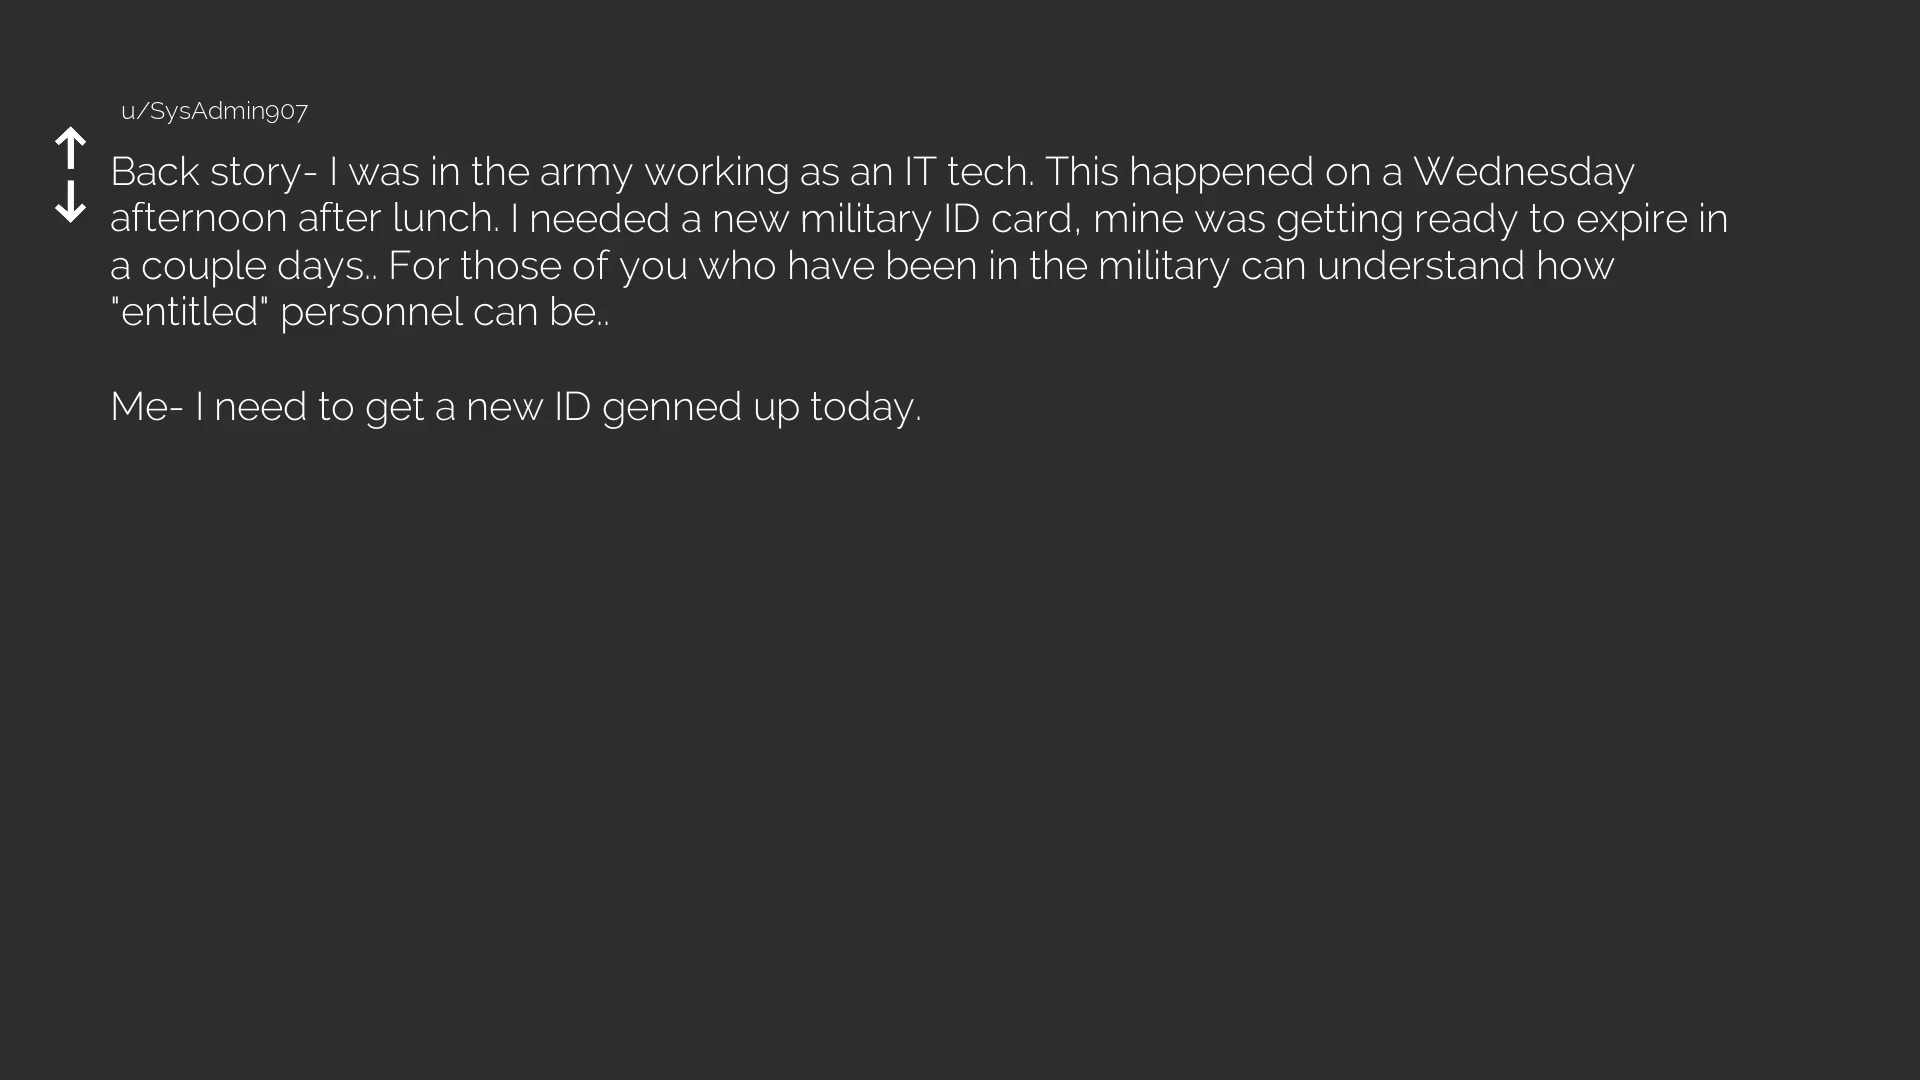 u/SysAdmin907
Back story- I was in the army working as an IT tech. This happened on a Wednesday
afternoon after lunch. I needed a new military ID card, mine was getting ready to expire in
a couple days.. For those of you who have been in the military can understand how
"entitled" personnel can be..
Me- I need to get a new ID genned up today.